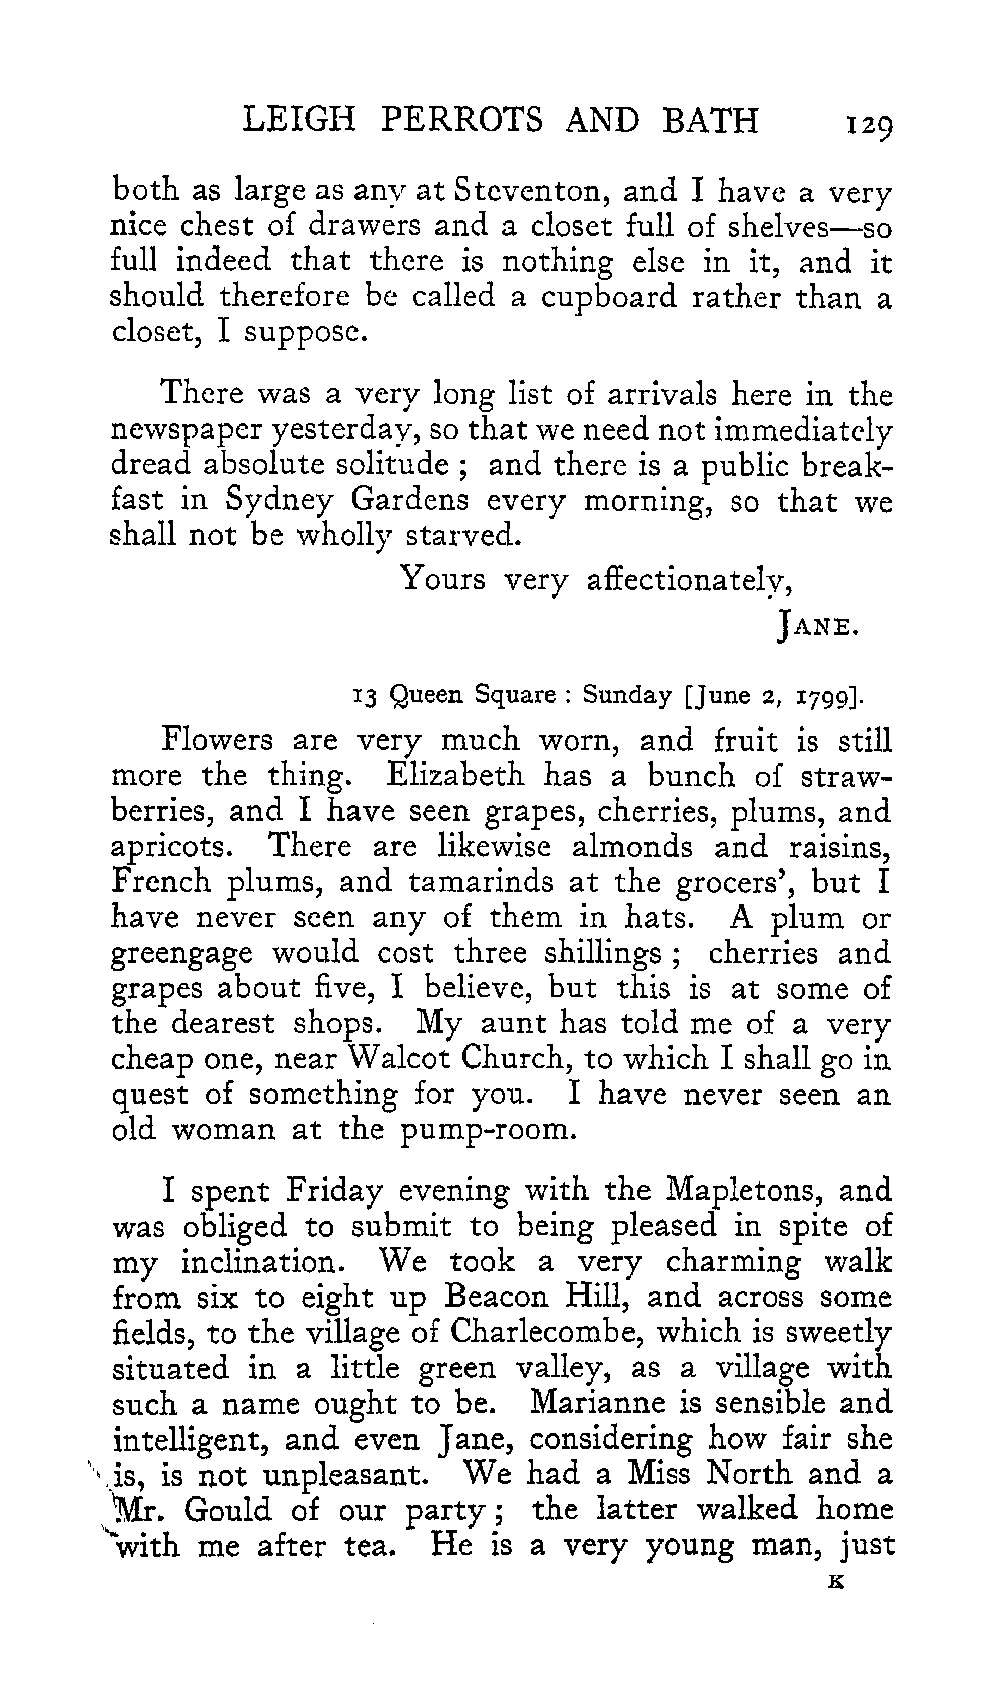 LEIGH PERROTS AND BATH 129
both as large as any at Steventon, and I have a very
nice chest of drawers and a closet full of shelves—so
full indeed that there is nothing else in it, and it
should therefore be called a cupboard rather than a
closet, I suppose.
There was a very long list of arrivals here in the
newspaper yesterday, so that we need not immediately
dread absolute solitude ; and there is a public break-
fast in Sydney Gardens every morning, so that we
shall not be wholly starved.
Yours very affectionately,
JANE.
13 Queen Square : Sunday [June 2, 1799].
Flowers are very much worn, and fruit is still
more the thing. Elizabeth has a bunch of straw-
berries, and I have seen grapes, cherries, plums, and
apricots. There are likewise almonds and raisins,
French plums, and tamarinds at the grocers', but I
have never seen any of them in hats. A plum or
greengage would cost three shillings ; cherries and
grapes about five, I believe, but this is at some of
the dearest shops. My aunt has told me of a very
cheap one, near Walcot Church, to which I shall go in
quest of something for you. I have never seen an
old woman at the pump-room.
I spent Friday evening with the Mapletons, and
was obliged to submit to being pleased in spite of
my inclination. We took a very charming walk
from six to eight up Beacon Hill, and across some
fields, to the village of Charlecombe, which is sweetly
situated in a little green valley, as a village with
such a name ought to be. Marianne is sensible and
intelligent, and even Jane, considering how fair she
is, is not unpleasant. We had a Miss North and a
Mr. Gould of our party ; the latter walked home
with me after tea. He is a very young man, just
K